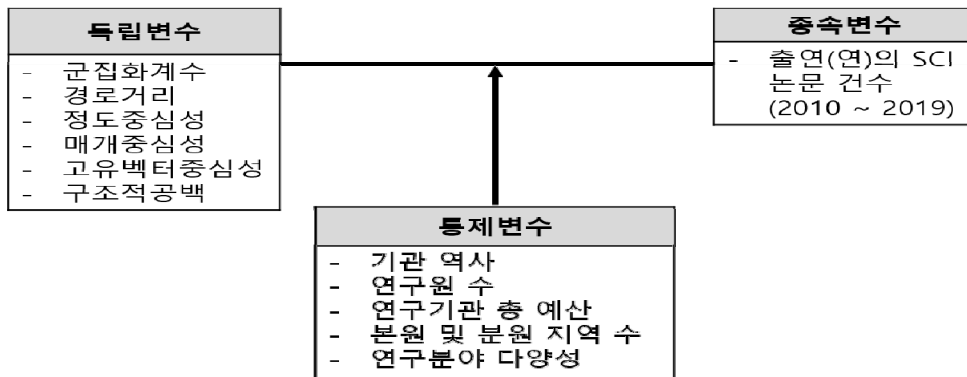 독립변수
- 군집화계수
- 경로거리
- 정도중심성
- 매개중심성
- 고유벡터중심성
- 구조적공백
종속변수
- 출연(연)의 SCI
논문 건수
(2010 ~ 2019)
통제변수
- 기관 역사
- 연구원 수
- 연구기관 총 예산
- 본원 및 분원 지역 수
- 연구분야 다양성